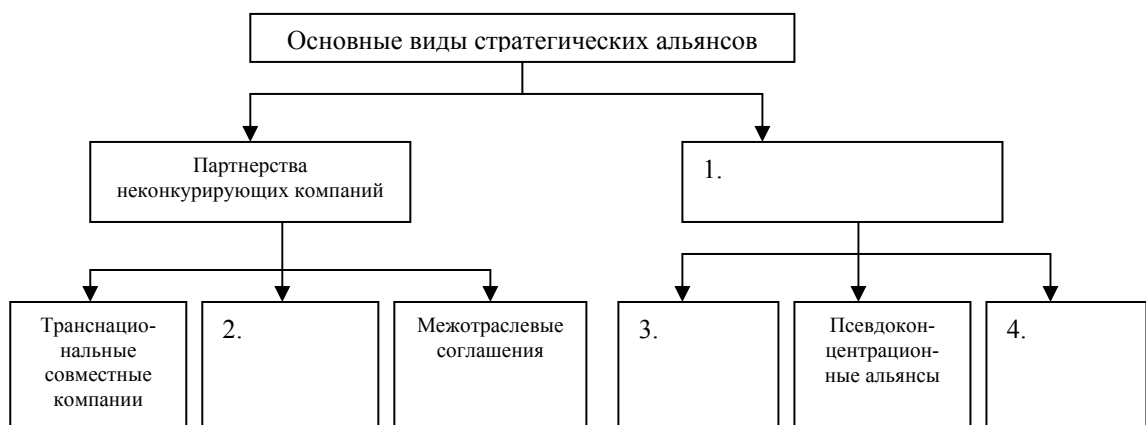 Основные виды стратегических альянсов
Партнерства
неконкурирующих компаний
1.
Транснацио-
нальные
совместные
компании
2.
Межотраслевые
соглашения
3.
Псевдокон-
центрацион-
ные альянсы
4.